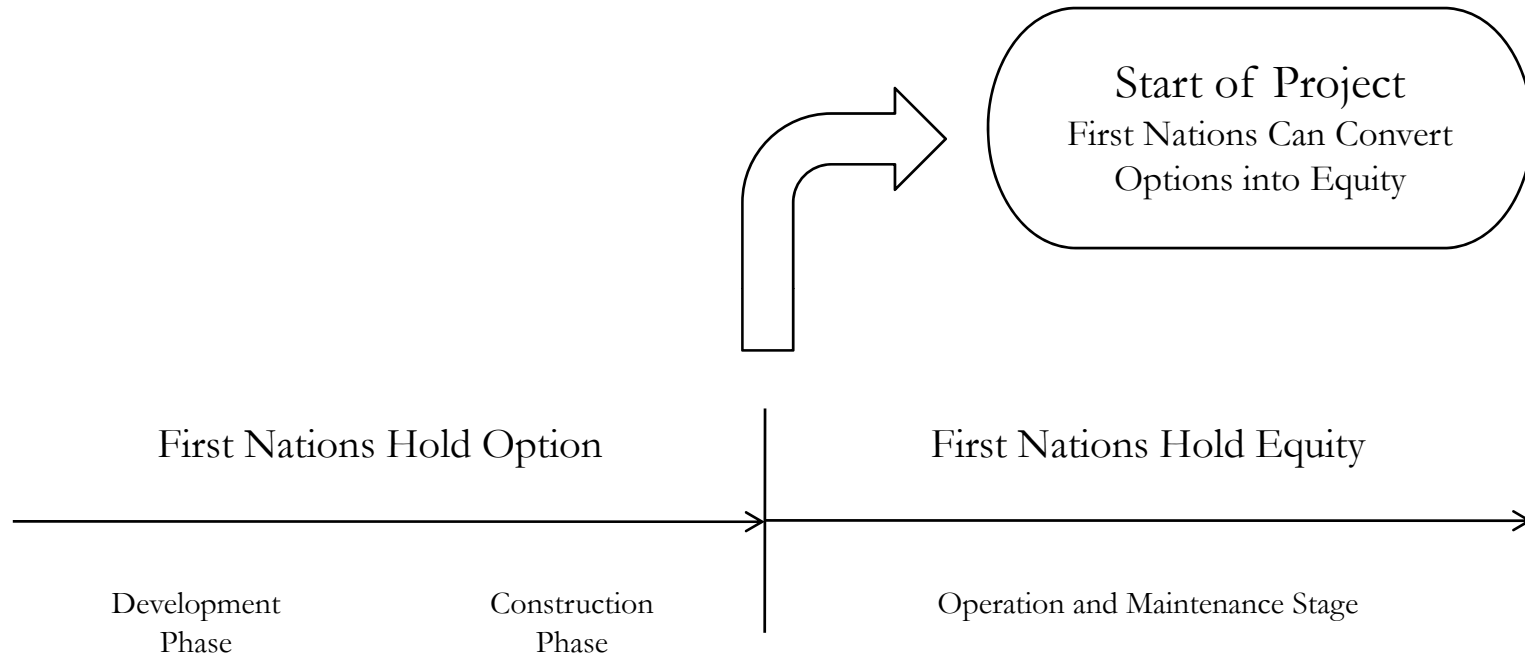 Start of Project
First Nations Can Convert
Options into Equity
First Nations Hold Option
First Nations Hold Equity
Development
Phase
Construction
Phase
Operation and Maintenance Stage